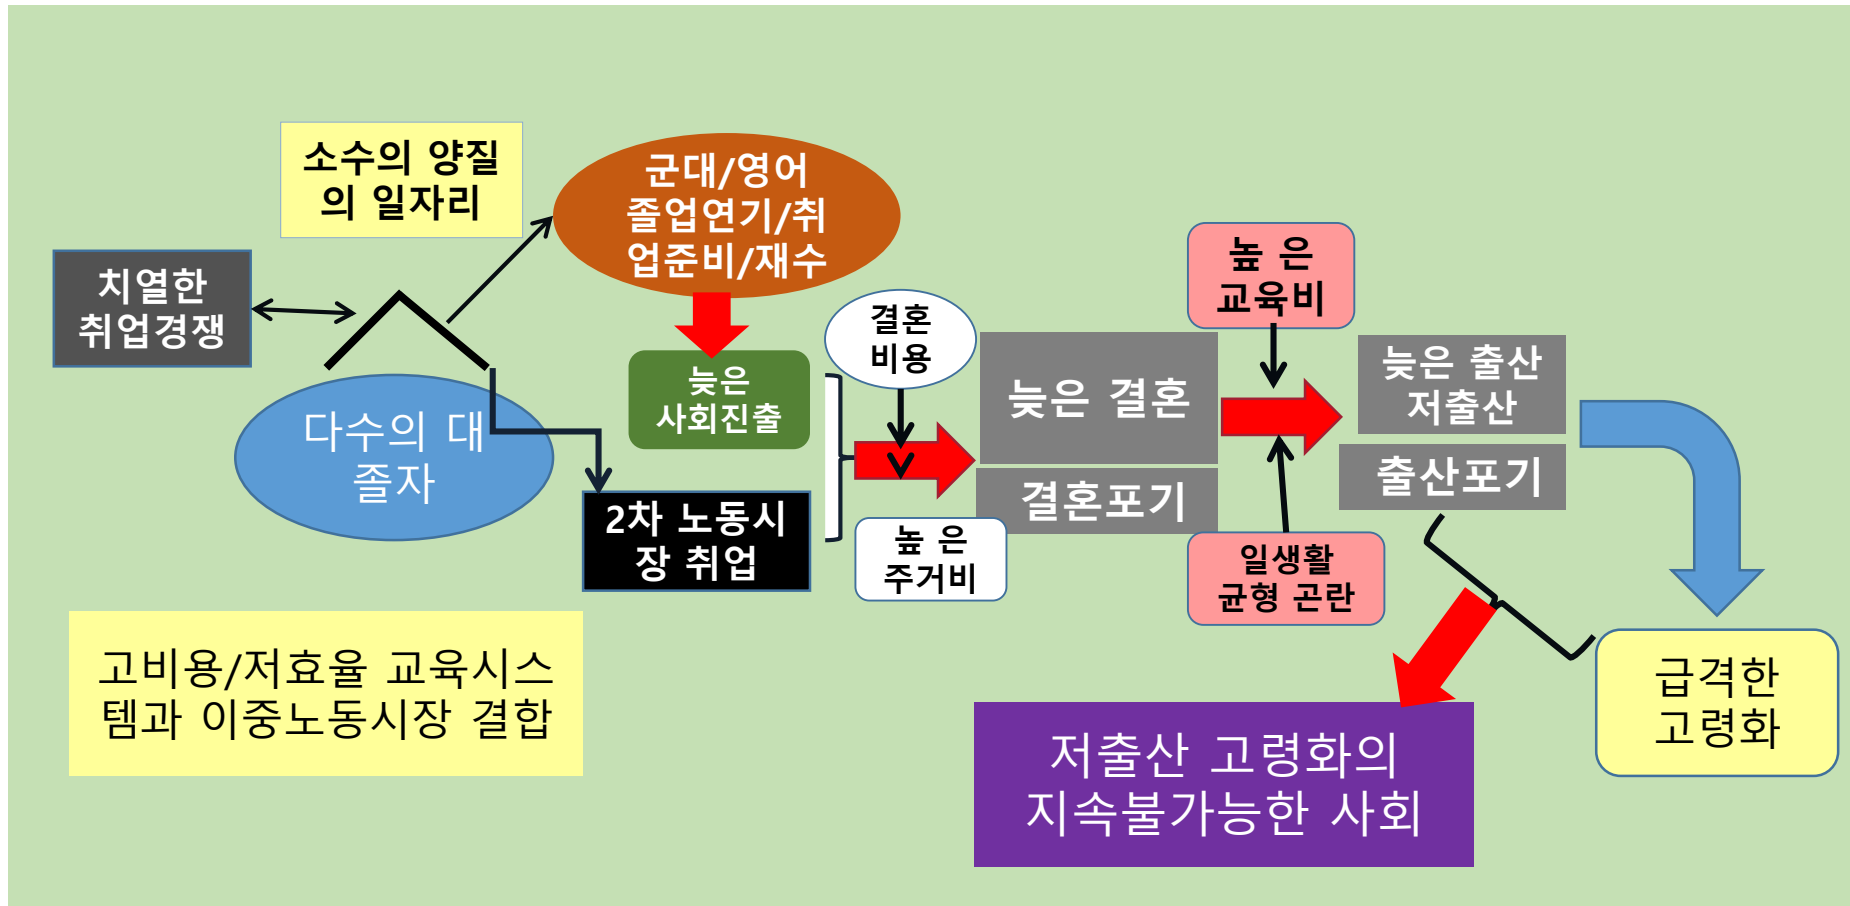 소수의 양질
의 일자리
치열한
취업경쟁
다수의 대
졸자
군대/영어
졸업연기/취
업준비/재수
늦은
사회진출
2차 노동시
장 취업
결혼
비용
높 은
주거비
늦은 결혼
결혼포기
높 은
교육비
일생활
균형 곤란
늦은 출산
저출산
출산포기
급격한
고령화
고비용/저효율 교육시스
템과 이중노동시장 결합
저출산 고령화의
지속불가능한 사회